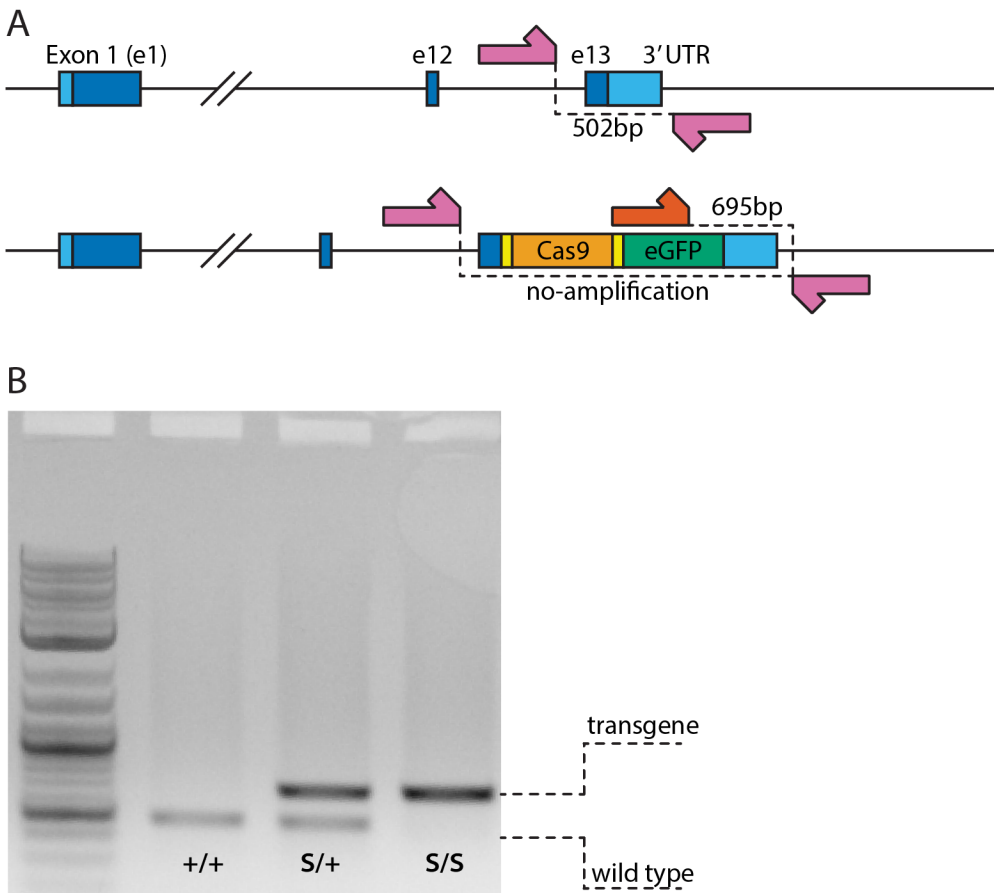 A
Exon 1 (e1)
e12
e13
3’ UTR
502bp
695bp
Cas9
eGFP
no-amplification
B
transgene
+/+
S/+
S/S
wild type